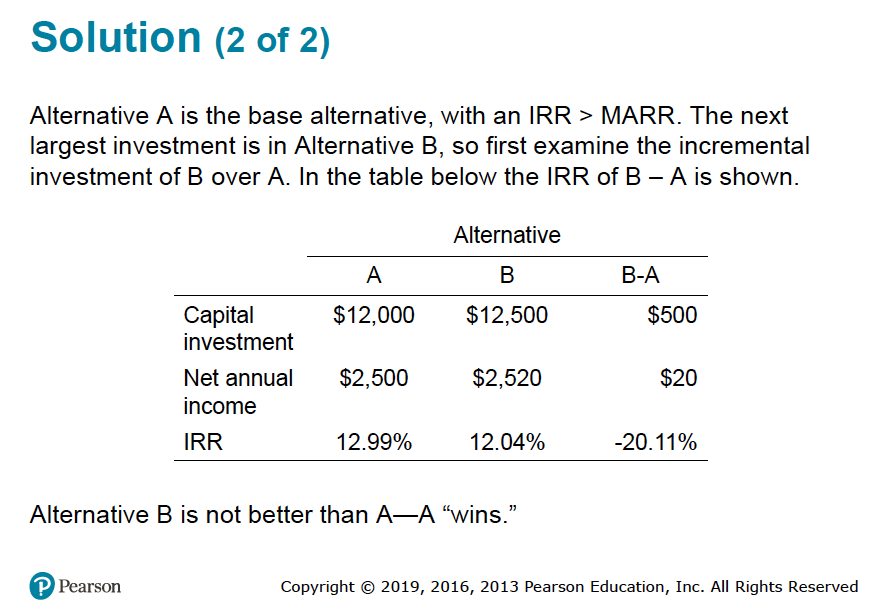 Solution (2 of 2)
Alternative A is the base alternative, with an IRR > MARR. The next
largest investment is in Alternative B, so first examine the incremental
investment of B over A. In the table below the IRR of B – A is shown.
Alternative
A B B-A
Capital investment $12,000 $12,500 $500
Net annual income $2,500 $2,520 $20
IRR 12.99% 12.04% -20.11%
Alternative B is not better than A—A “wins.”
P Pearson
Copyright © 2019, 2016, 2013 Pearson Education, Inc. All Rights Reserved